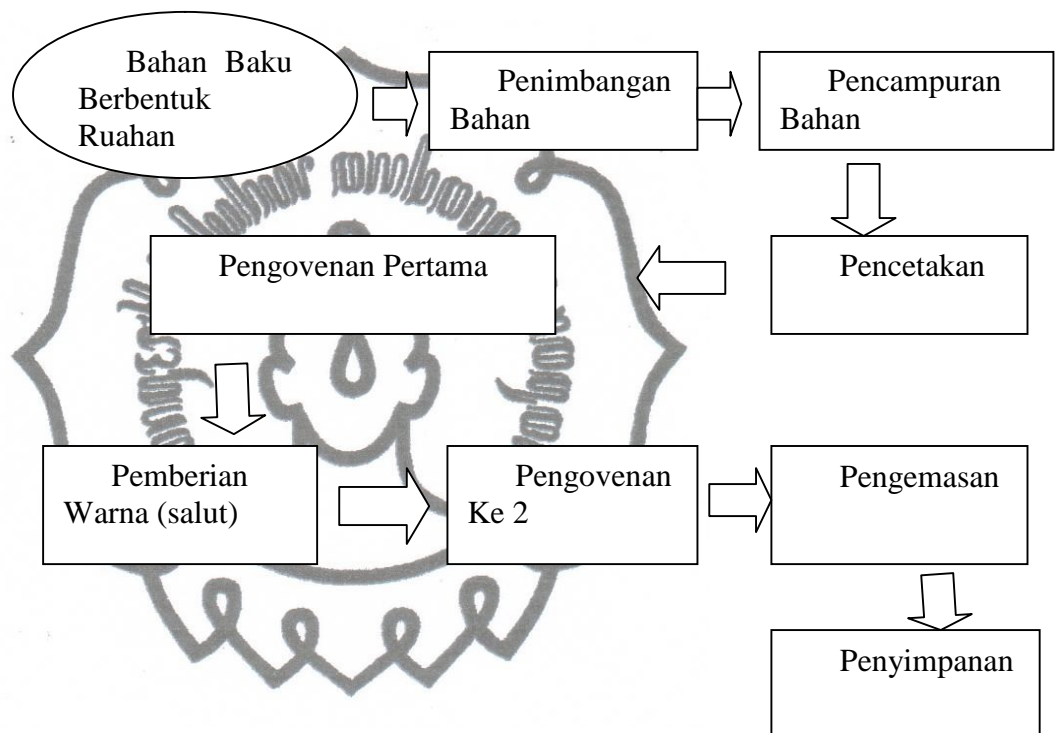 Bahan Baku
Berbentuk
Ruahan
Penimbangan
Bahan
Pencampuran
Bahan
Pencetakan
Pengovenan Pertama
Pemberian
Warna (salut)
Pengovenan
Ke 2
Pengemasan
Penyimpanan